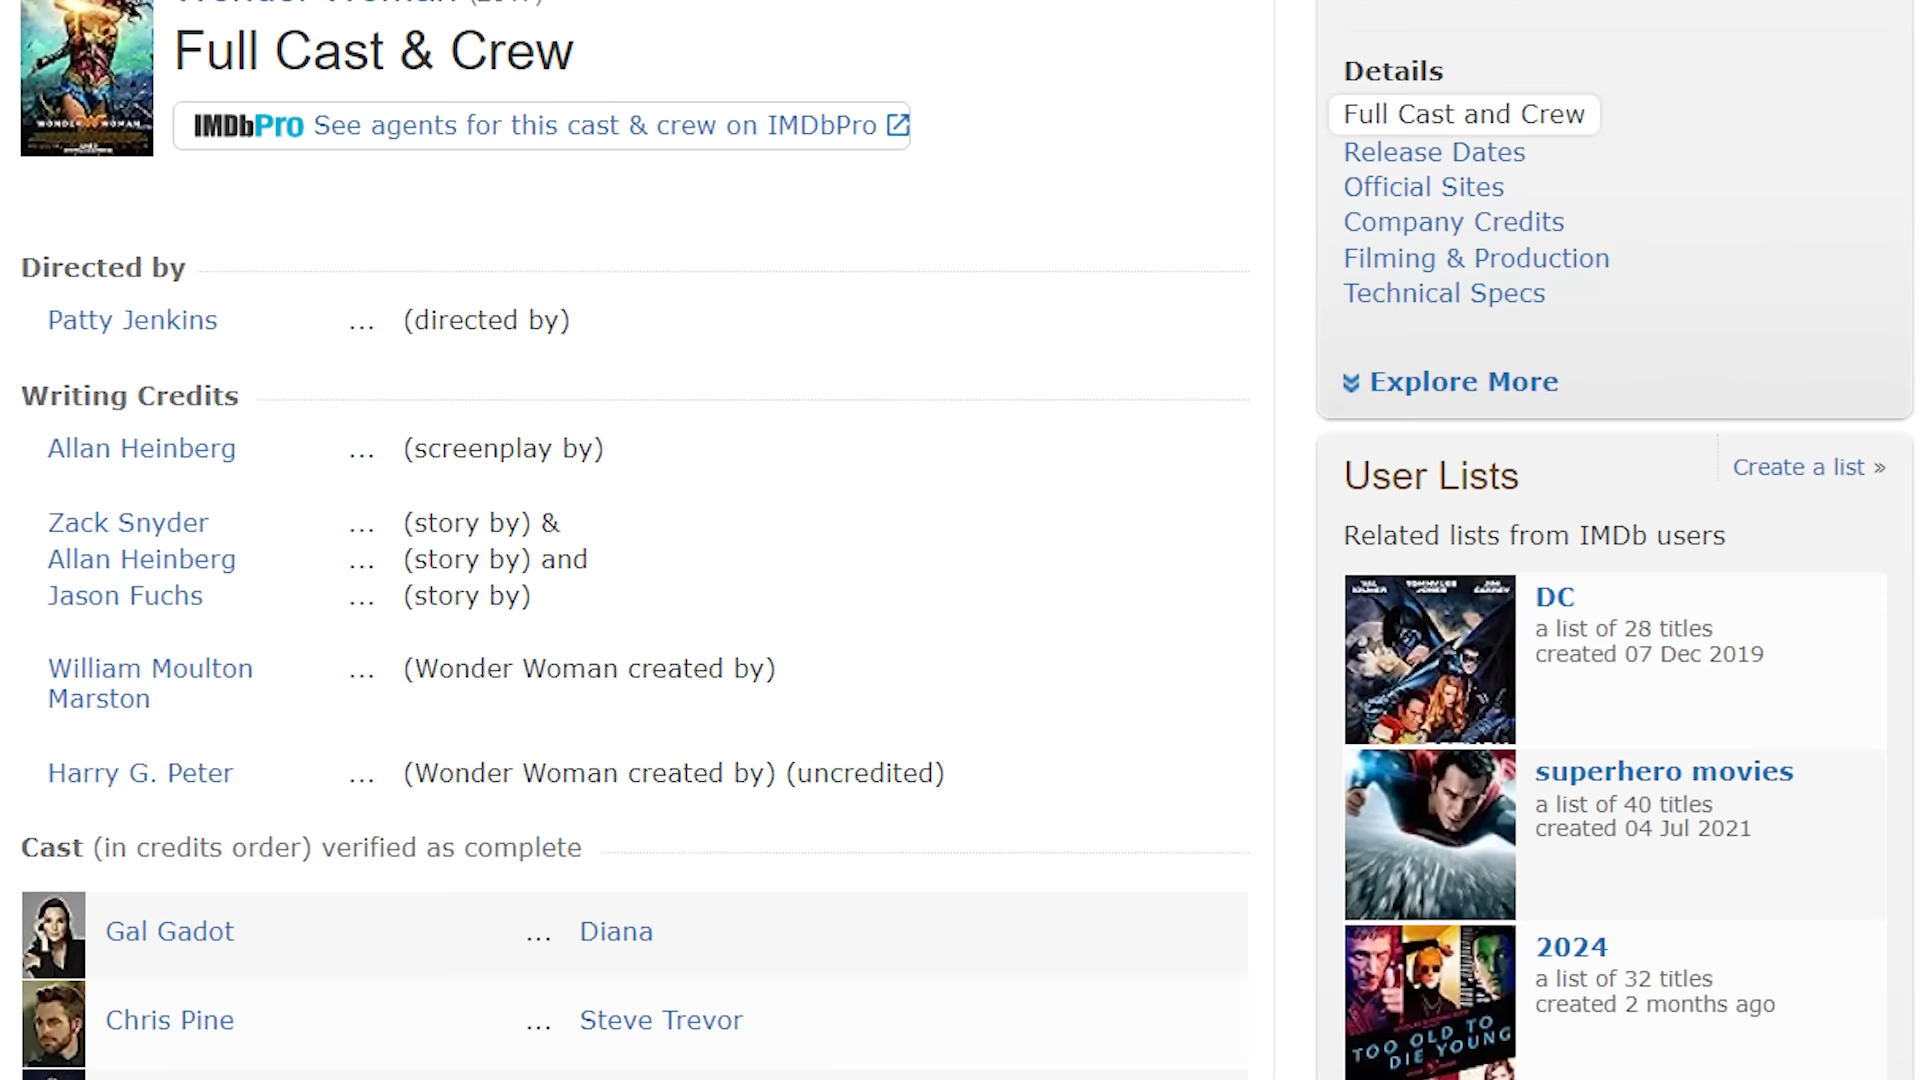 Wonder Woman (2017)
Full Cast & Crew
IMDbPro See agents for this cast & crew on IMDbPro
Directed by
Patty Jenkins ... (directed by)
Writing Credits
Allan Heinberg ... (screenplay by)
Zack Snyder ... (story by) &
Allan Heinberg ... (story by) and
Jason Fuchs ... (story by)
William Moulton
Marston ... (Wonder Woman created by)
Harry G. Peter ... (Wonder Woman created by) (uncredited)
Cast (in credits order) verified as complete
Gal Gadot ... Diana
Chris Pine ... Steve Trevor
Details
Full Cast and Crew
Release Dates
Official Sites
Company Credits
Filming & Production
Technical Specs
Explore More
User Lists
Create a list »
Related lists from IMDb users
DC
a list of 28 titles
created 07 Dec 2019
superhero movies
a list of 40 titles
created 04 Jul 2021
2024
a list of 32 titles
created 2 months ago
TOO OLD TO
DIE YOUNG
WONDER WOMAN